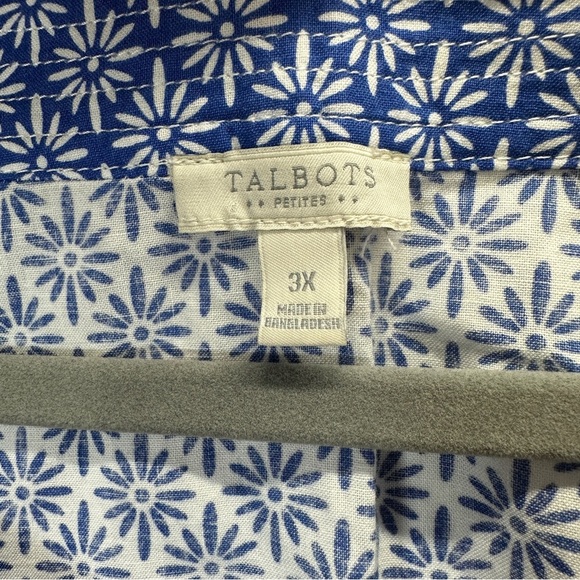 TALBOTS
PETITES
3X
MADE IN
BANGLADESH